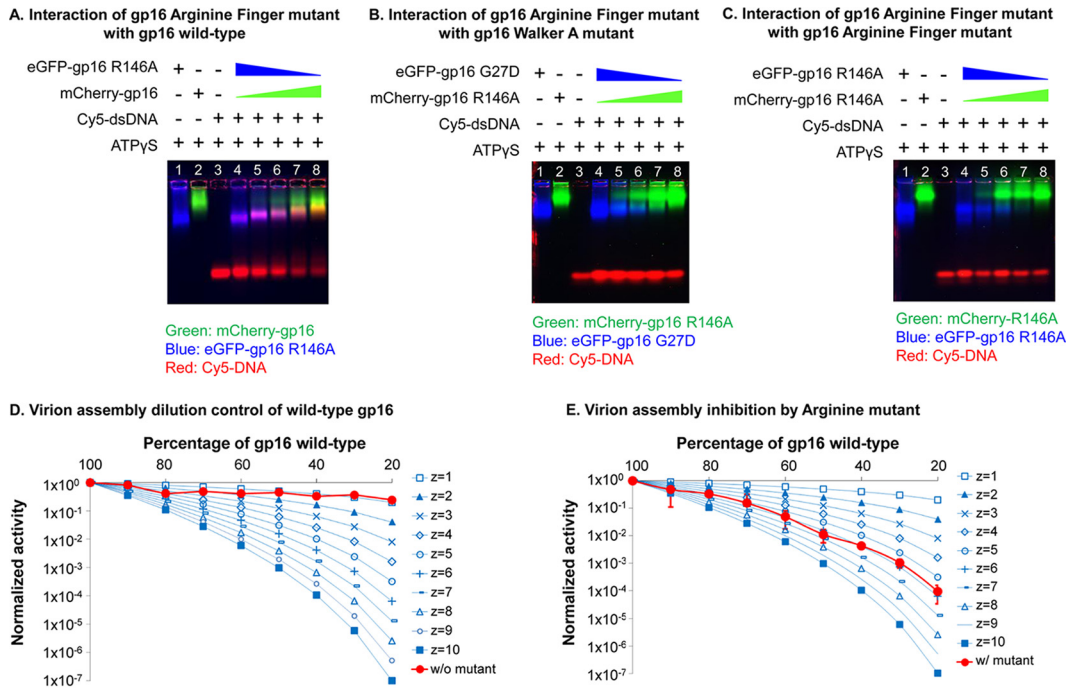 A. Interaction of gp16 Arginine Finger mutant
with gp16 wild-type
eGFP-gp16 R146A + - -
mCherry-gp16 - + -
Cy5-dsDNA - - + + + + + +
ATPγS + + + + + + + +
1 2 3 4 5 6 7 8
Green: mCherry-gp16
Blue: eGFP-gp16 R146A
Red: Cy5-DNA
B. Interaction of gp16 Arginine Finger mutant
with gp16 Walker A mutant
eGFP-gp16 G27D + - -
mCherry-gp16 R146A - + -
Cy5-dsDNA - - + + + + + +
ATPγS + + + + + + + +
1 2 3 4 5 6 7 8
Green: mCherry-gp16 R146A
Blue: eGFP-gp16 G27D
Red: Cy5-DNA
C. Interaction of gp16 Arginine Finger mutant
with gp16 Arginine Finger mutant
eGFP-gp16 R146A + - -
mCherry-gp16 R146A - + -
Cy5-dsDNA - - + + + + + +
ATPγS + + + + + + + +
1 2 3 4 5 6 7 8
Green: mCherry-R146A
Blue: eGFP-gp16 R146A
Red: Cy5-DNA
D. Virion assembly dilution control of wild-type gp16
Percentage of gp16 wild-type
100 80 60 40 20
Normalized activity
1x10⁰
1x10⁻¹
1x10⁻²
1x10⁻³
1x10⁻⁴
1x10⁻⁵
1x10⁻⁶
1x10⁻⁷
z=1
z=2
z=3
z=4
z=5
z=6
z=7
z=8
z=9
z=10
w/o mutant
E. Virion assembly inhibition by Arginine mutant
Percentage of gp16 wild-type
100 80 60 40 20
Normalized activity
1x10⁰
1x10⁻¹
1x10⁻²
1x10⁻³
1x10⁻⁴
1x10⁻⁵
1x10⁻⁶
1x10⁻⁷
z=1
z=2
z=3
z=4
z=5
z=6
z=7
z=8
z=9
z=10
w/ mutant